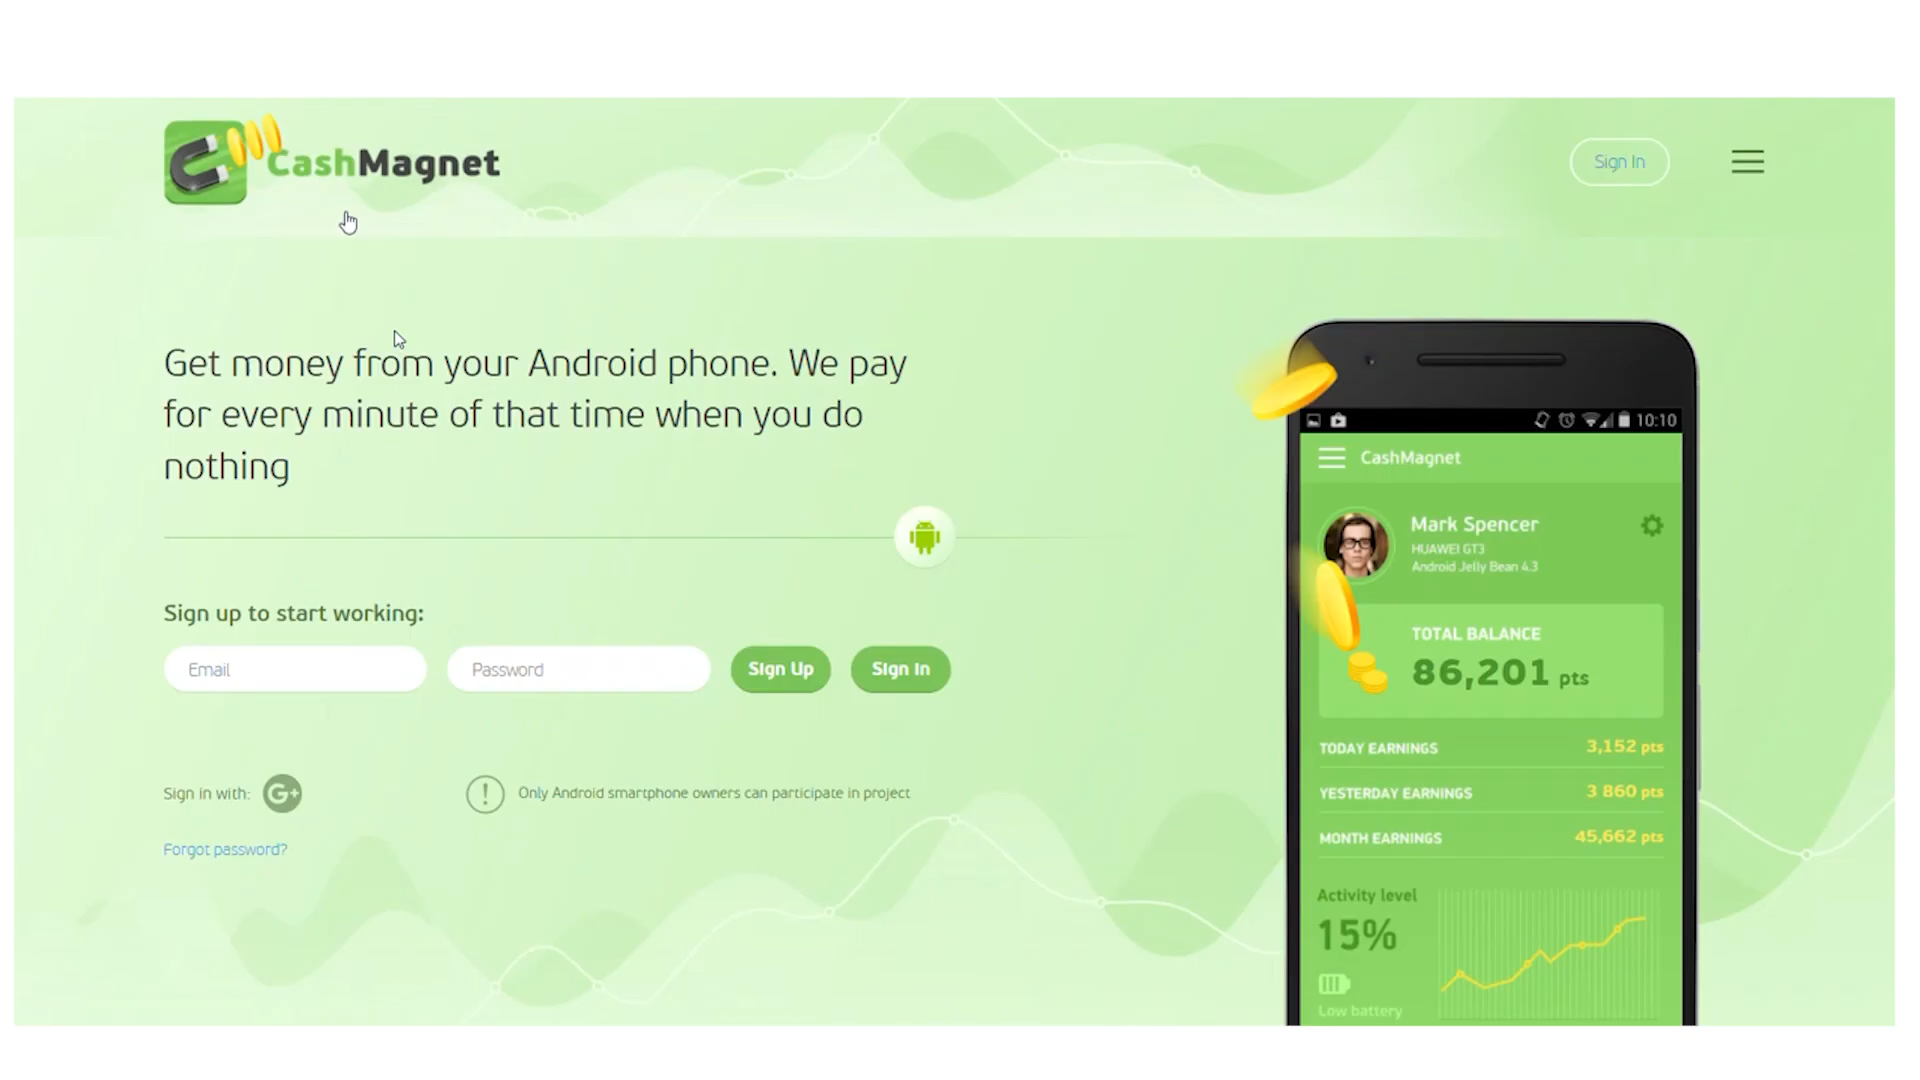 CashMagnet
Sign In
Get money from your Android phone. We pay
for every minute of that time when you do
nothing
Sign up to start working:
Email
Password
Sign Up
Sign In
Sign in with:
G+
Only Android smartphone owners can participate in project
Forgot password?
10:10
CashMagnet
Mark Spencer
HUAWEI GT3
Android Jelly Bean 4.3
TOTAL BALANCE
86,201 pts
TODAY EARNINGS 3,152 pts
YESTERDAY EARNINGS 3 860 pts
MONTH EARNINGS 45,662 pts
Activity level
15%
Low battery